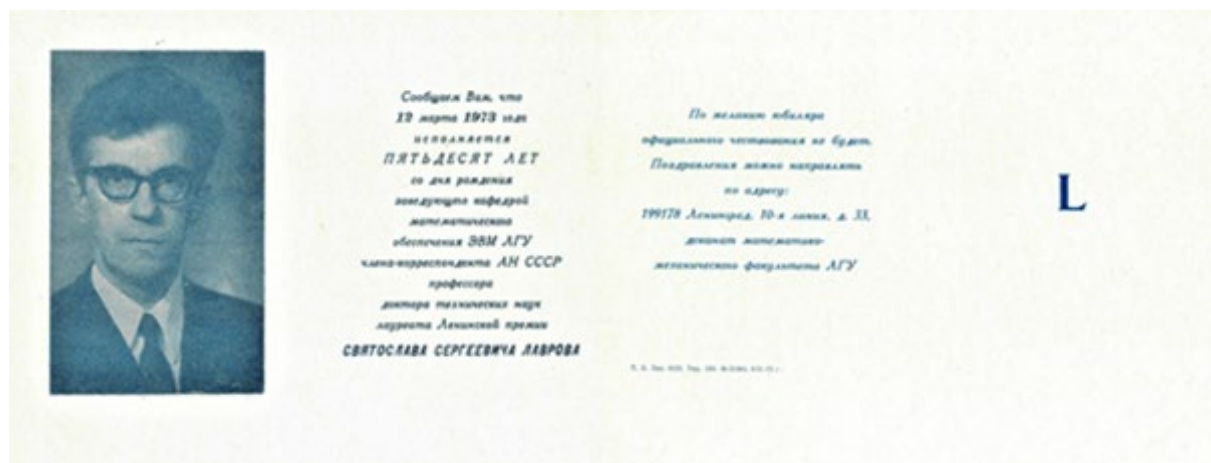 Сообщаем Вам, что
12 марта 1973 года
исполняется
ПЯТЬДЕСЯТ ЛЕТ
со дня рождения
заведующего кафедрой
математического
обеспечения ЭВМ ЛГУ
члена-корреспондента АН СССР
профессора
доктора технических наук
лауреата Ленинской премии
СВЯТОСЛАВА СЕРГЕЕВИЧА ЛАВРОВА
По желанию юбиляра
официального чествования не будет.
Поздравления можно направлять
по адресу:
199178 Ленинград, 10-я линия, д. 33,
деканат математико-
механического факультета ЛГУ
L